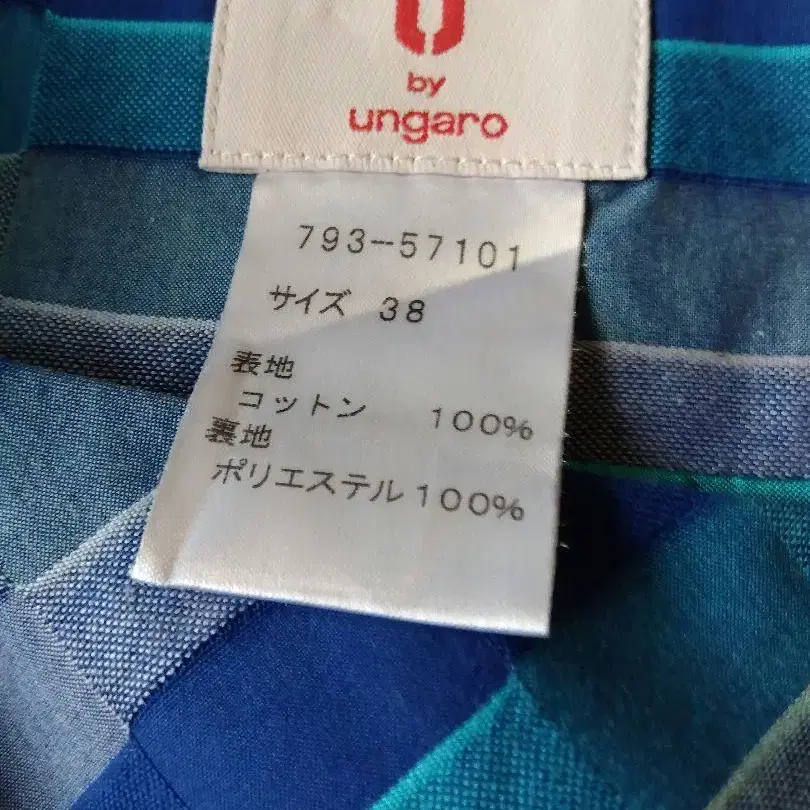 by
ungaro
793-57101
サイズ 38
表地
コットン 100%
裏地
ポリエステル100%